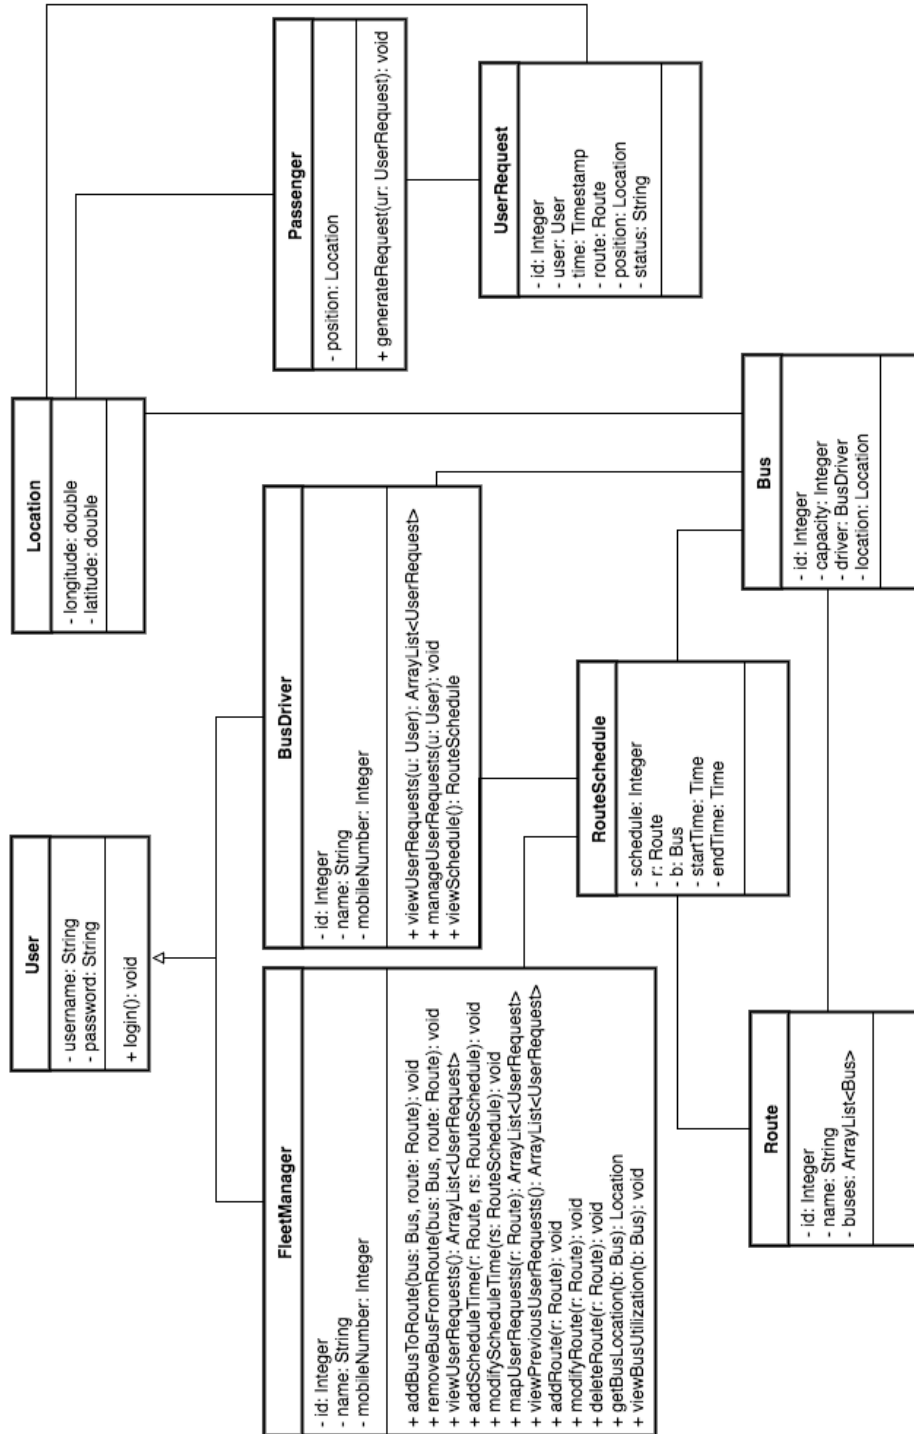 User
- username: String
- password: String
+ login(): void
Location
- longitude: double
- latitude: double
FleetManager
- id: Integer
- name: String
- mobileNumber: Integer
+ addBusToRoute(bus: Bus, route: Route): void
+ removeBusFromRoute(bus: Bus, route: Route): void
+ viewUserRequests(): ArrayList<UserRequest>
+ addScheduleTime(r: Route, rs: RouteSchedule): void
+ modifyScheduleTime(rs: RouteSchedule): void
+ mapUserRequests(r: Route): ArrayList<UserRequest>
+ viewPreviousUserRequests(): ArrayList<UserRequest>
+ addRoute(r: Route): void
+ modifyRoute(r: Route): void
+ deleteRoute(r: Route): void
+ getBusLocation(b: Bus): Location
+ viewBusUtilization(b: Bus): void
BusDriver
- id: Integer
- name: String
- mobileNumber: Integer
+ viewUserRequests(u: User): ArrayList<UserRequest>
+ manageUserRequests(u: User): void
+ viewSchedule(): RouteSchedule
Passenger
- position: Location
+ generateRequest(ur: UserRequest): void
UserRequest
- id: Integer
- user: User
- time: Timestamp
- route: Route
- position: Location
- status: String
RouteSchedule
- schedule: Integer
- r: Route
- b: Bus
- startTime: Time
- endTime: Time
Route
- id: Integer
- name: String
- buses: ArrayList<Bus>
Bus
- id: Integer
- capacity: Integer
- driver: BusDriver
- location: Location